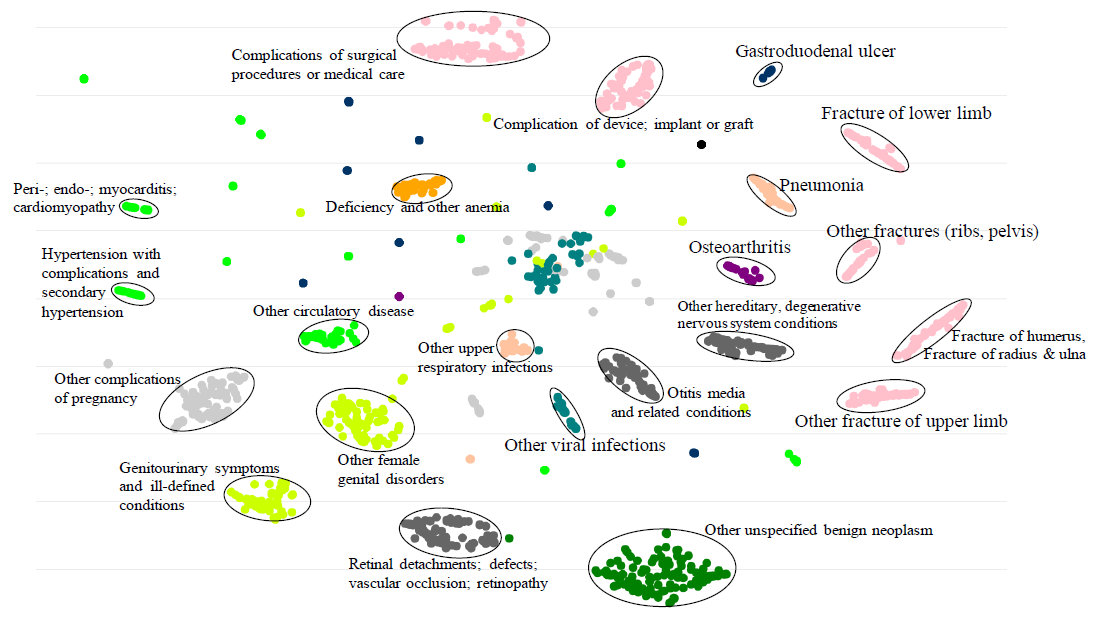 Complications of surgical
procedures or medical care
Gastroduodenal ulcer
Complication of device; implant or graft
Fracture of lower limb
Peri-; endo-; myocarditis;
cardiomyopathy
Deficiency and other anemia
Pneumonia
Other fractures (ribs, pelvis)
Osteoarthritis
Hypertension with
complications and
secondary
hypertension
Other circulatory disease
Other hereditary, degenerative
nervous system conditions
Fracture of humerus,
Fracture of radius & ulna
Other upper
respiratory infections
Other complications
of pregnancy
Otitis media
and related conditions
Other fracture of upper limb
Other viral infections
Other female
genital disorders
Genitourinary symptoms
and ill-defined
conditions
Other unspecified benign neoplasm
Retinal detachments; defects;
vascular occlusion; retinopathy